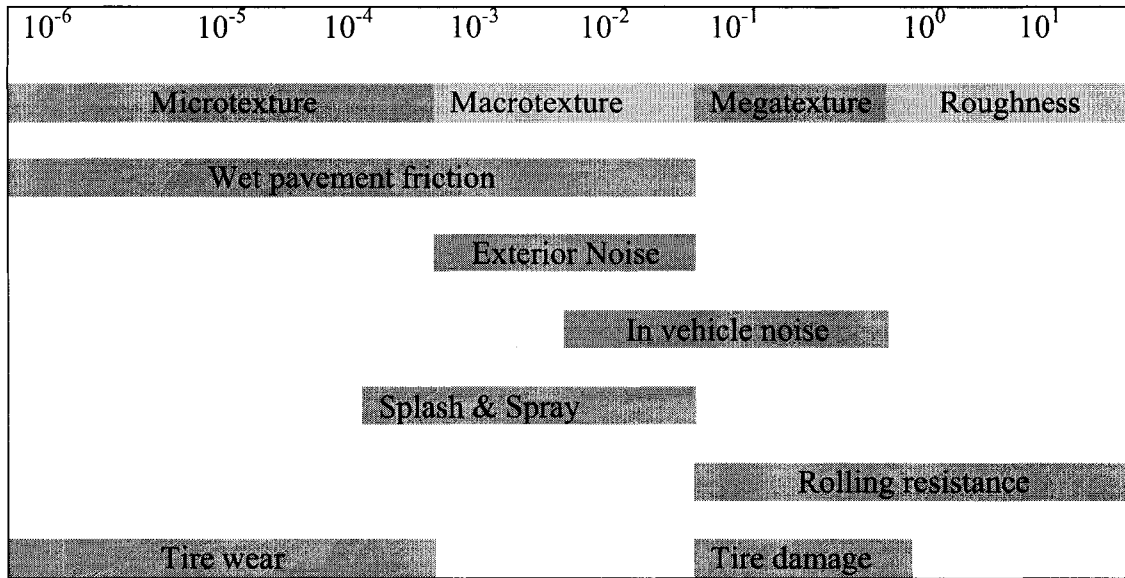 10⁻⁶ 10⁻⁵ 10⁻⁴ 10⁻³ 10⁻² 10⁻¹ 10⁰ 10¹
Microtexture Macrotexture Megatexture Roughness
Wet pavement friction
Exterior Noise
In vehicle noise
Splash & Spray
Rolling resistance
Tire wear Tire damage